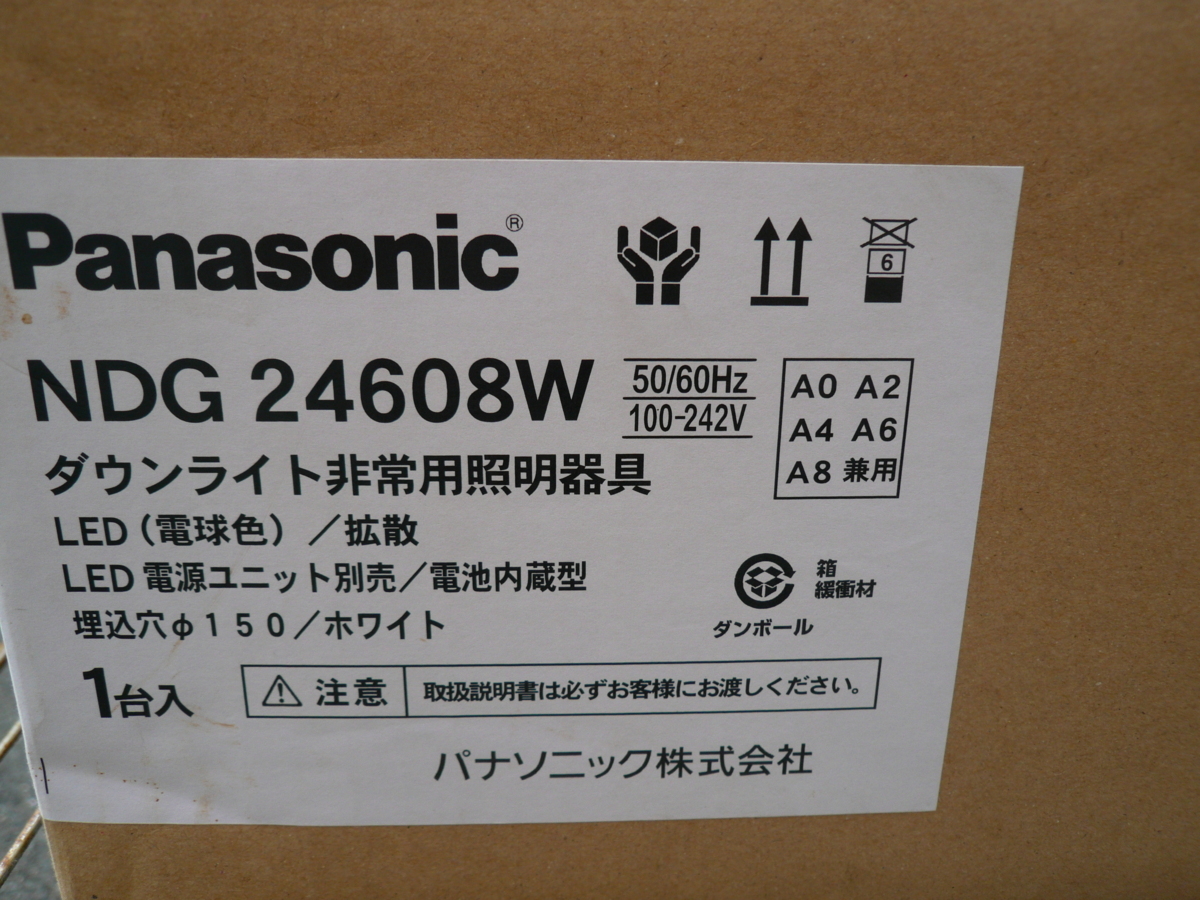 Panasonic®
6
NDG 24608W
50/60Hz
100-242V
A0 A2
A4 A6
A8 兼用
ダウンライト非常用照明器具
LED(電球色)/拡散
LED 電源ユニット別売/電池内蔵型
埋込穴φ150/ホワイト
箱
緩衝材
ダンボール
1台入
注意 取扱説明書は必ずお客様にお渡しください。
パナソニック株式会社